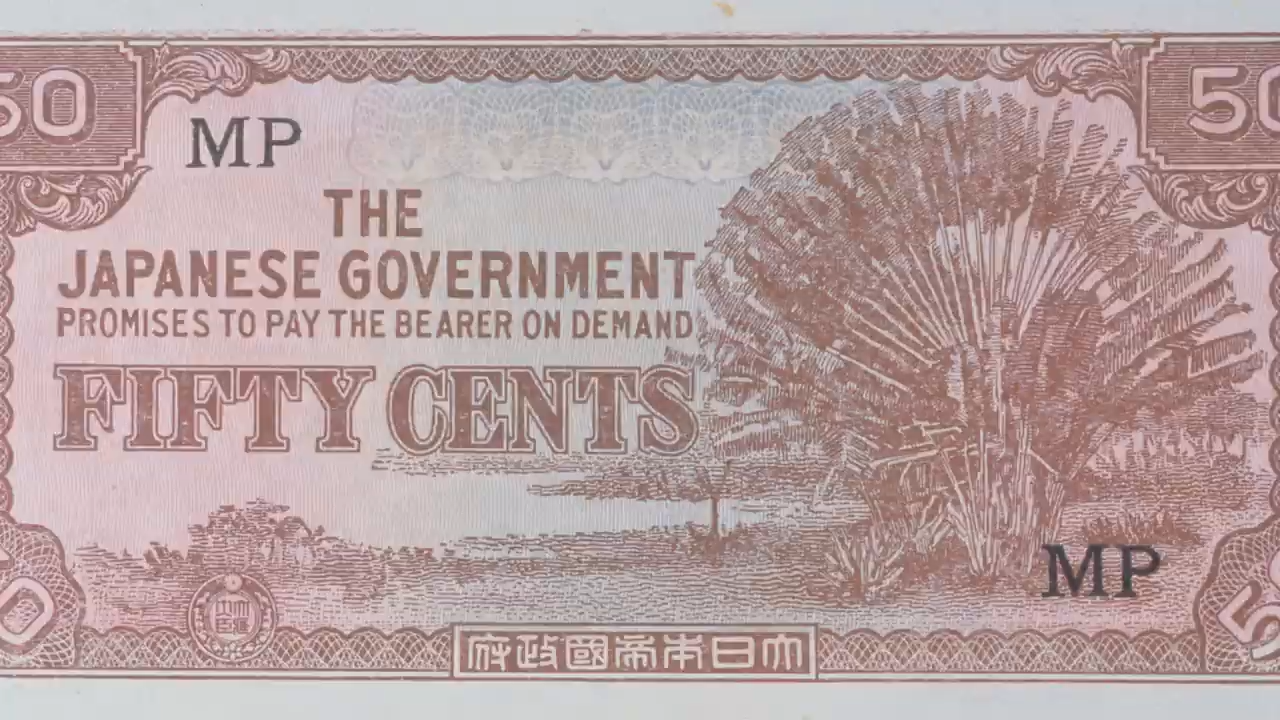 50
50
MP
THE
JAPANESE GOVERNMENT
PROMISES TO PAY THE BEARER ON DEMAND
FIFTY CENTS
MP
大日本帝國政府